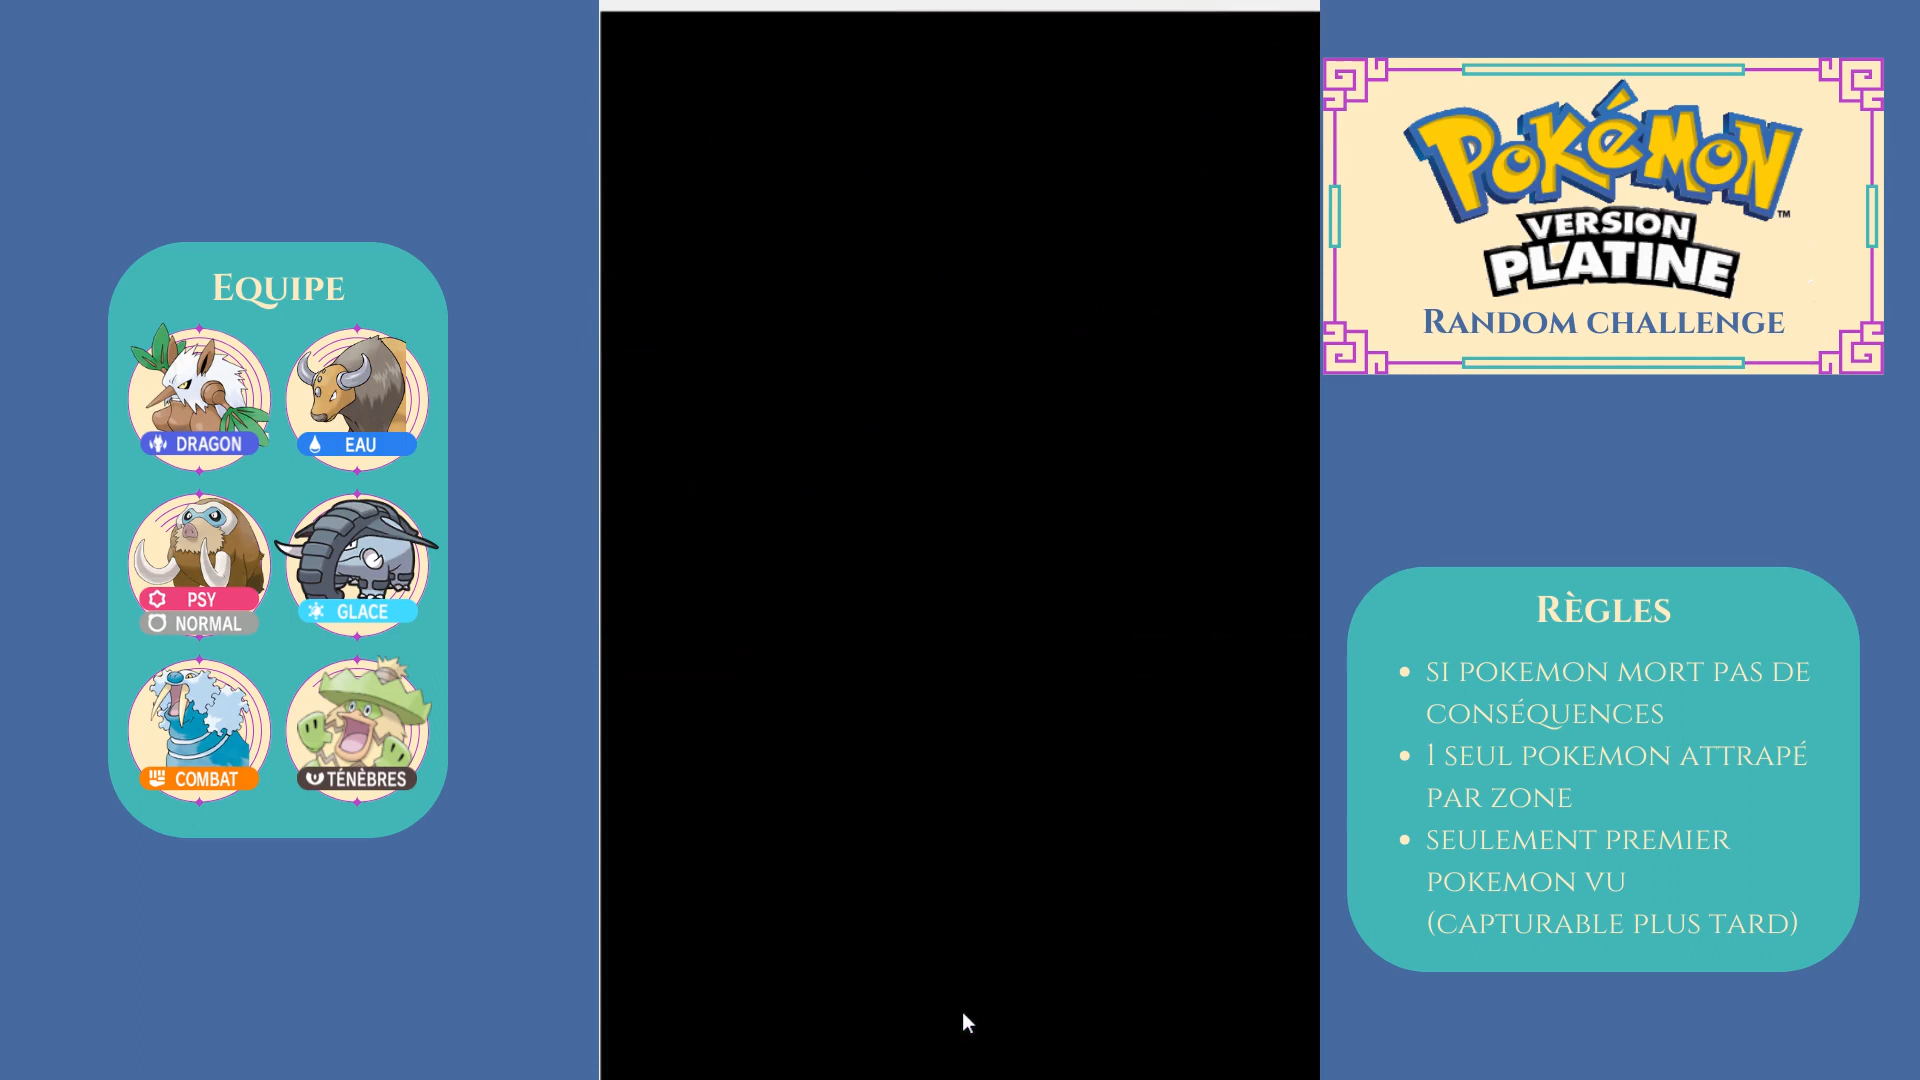 EQUIPE
DRAGON
EAU
PSY
NORMAL
GLACE
COMBAT
TÉNÈBRES
POKéMON
™
VERSION
PLATINE
RANDOM CHALLENGE
RÈGLES
• SI POKEMON MORT PAS DE
CONSÉQUENCES
• 1 SEUL POKEMON ATTRAPÉ
PAR ZONE
• SEULEMENT PREMIER
POKEMON VU
(CAPTURABLE PLUS TARD)